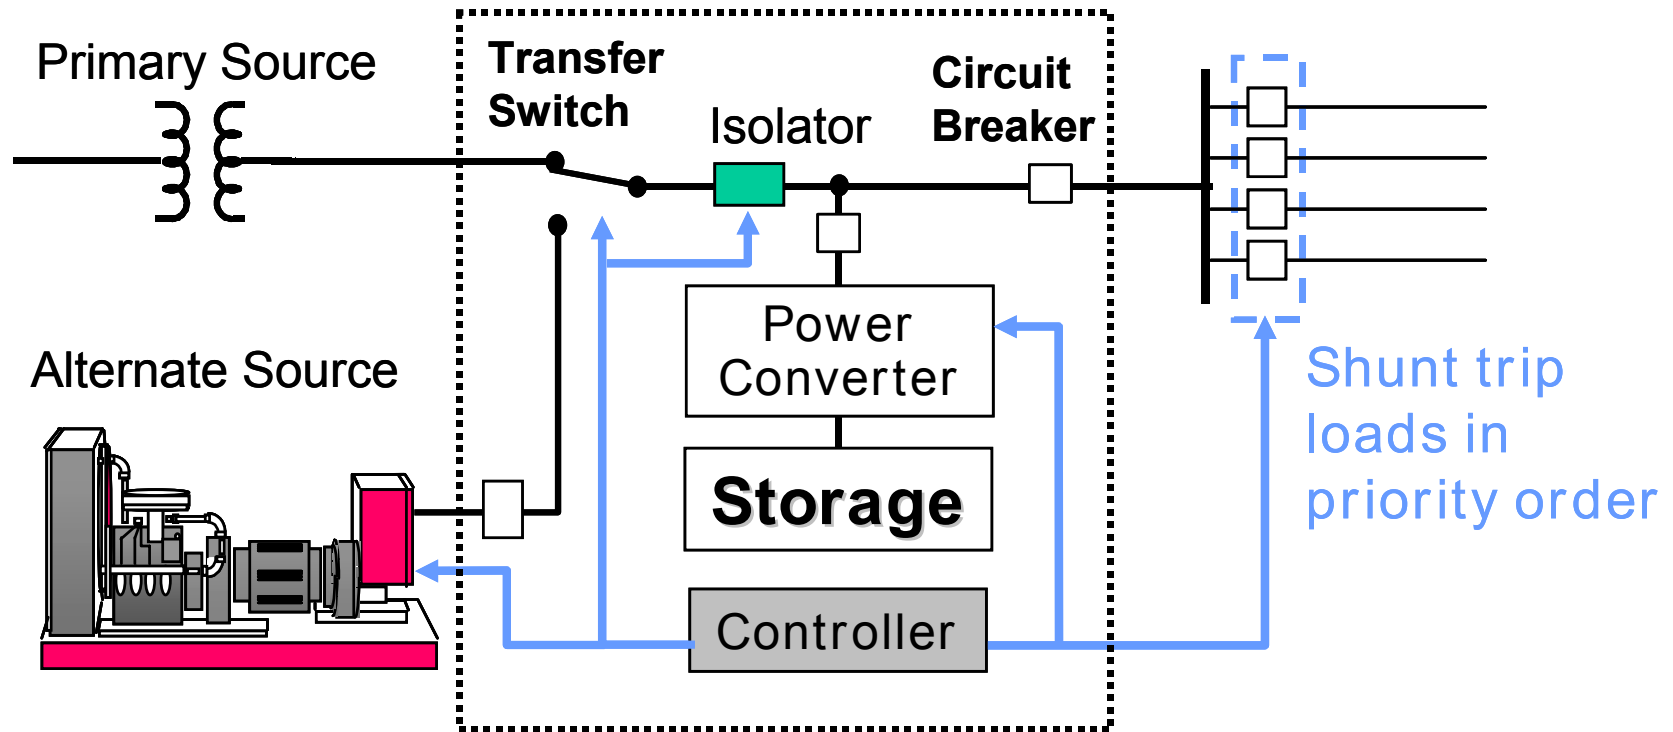 Primary Source
Transfer
Switch
Isolator
Circuit
Breaker
Power
Converter
Alternate Source
Storage
Controller
Shunt trip
loads in
priority order